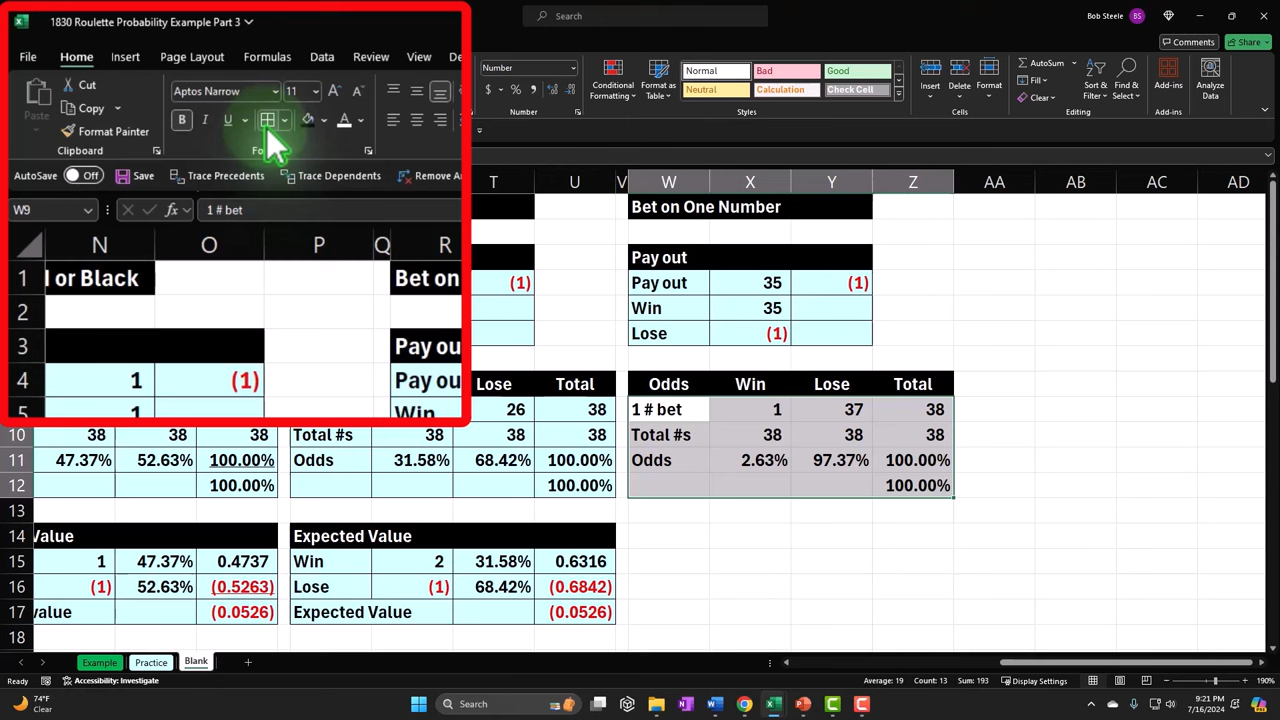 1830 Roulette Probability Example Part 3
Search
Bob Steele BS
File Home Insert Page Layout Formulas Data Review View De
Comments Share
Cut
Copy
Format Painter
Paste
Clipboard
Aptos Narrow 11
B I U
Fo
Number
Conditional Formatting
Format as Table
Normal Bad Good
Neutral Calculation Check Cell
Insert Delete
AutoSum
Fill
Clear
Add-ins
Analyze Data
AutoSave Off Save Trace Precedents Trace Dependents Remove Ar
W9 fx 1 # bet
N O P Q R T U V W X Y Z AA AB AC AD
1 l or Black Bet on Bet on One Number
2
3 Pay ou Pay out
4 1 (1) Pay ou (1) Pay out 35 (1)
5 1 Win Win 35
Lose (1)
Lose Total Odds Win Lose Total
26 38 1 # bet 1 37 38
10 38 38 38 Total #s 38 38 38 Total #s 38 38 38
11 47.37% 52.63% 100.00% Odds 31.58% 68.42% 100.00% Odds 2.63% 97.37% 100.00%
12 100.00% 100.00% 100.00%
13
14 Value Expected Value
15 1 47.37% 0.4737 Win 2 31.58% 0.6316
16 (1) 52.63% (0.5263) Lose (1) 68.42% (0.6842)
17 value (0.0526) Expected Value (0.0526)
18
Example Practice Blank
Ready Accessibility: Investigate Average: 19 Count: 13 Sum: 193 Display Settings 190%
74°F
Clear
Search
9:21 PM
7/16/2024